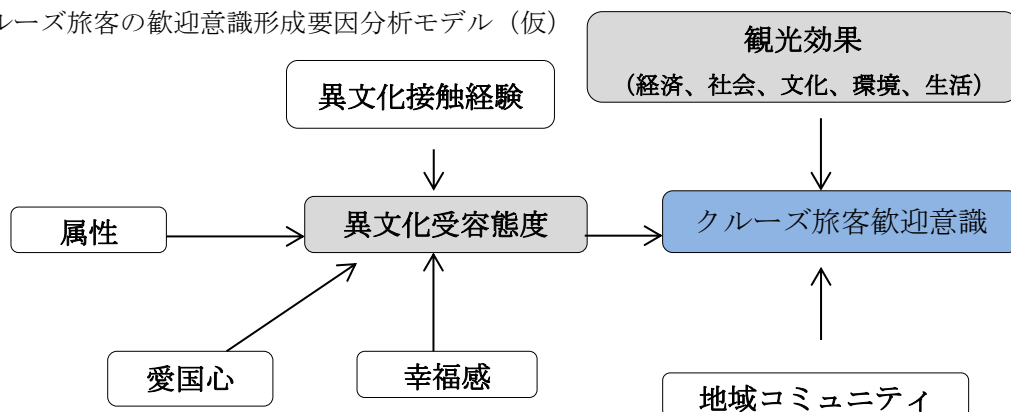 ルーズ旅客の歓迎意識形成要因分析モデル（仮）
観光効果
（経済、社会、文化、環境、生活）
異文化接触経験
属性
異文化受容態度
クルーズ旅客歓迎意識
愛国心
幸福感
地域コミュニティ